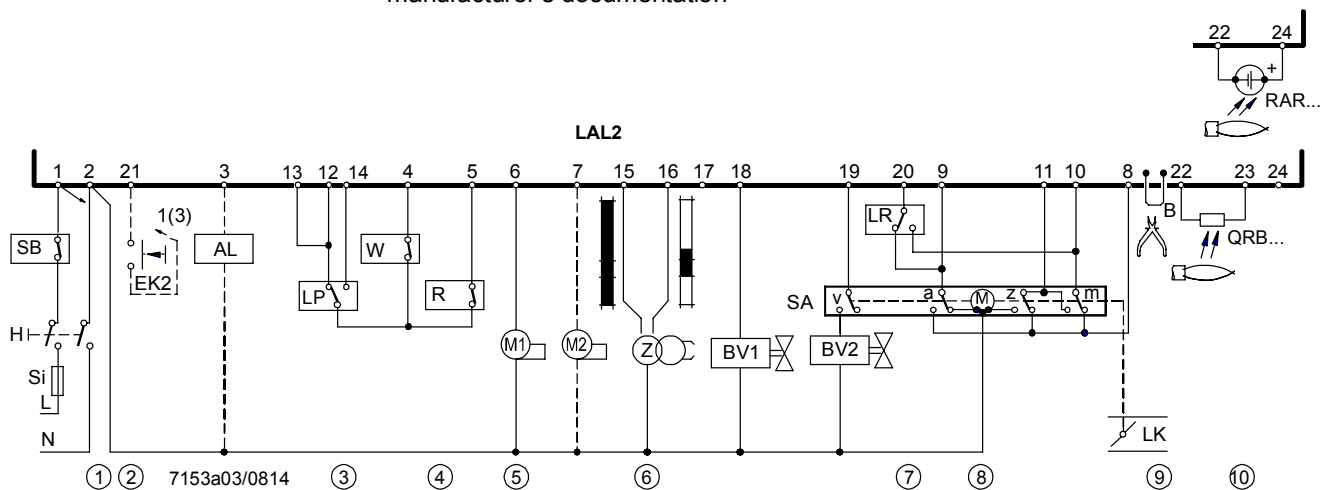 manufacturer's documentation
22 24
+
RAR...
LAL2
1 2 21 3 13 12 14 4 5 6 7 15 16 17 18 19 20 9 11 10 8 22 23 24
1(3)
B
LR
SB AL W QRB...
EK2
LP R SA v a M z m
H
M1 M2 Z BV1 BV2
Si
L
N LK
1 2 7153a03/0814 3 4 5 6 7 8 9 10